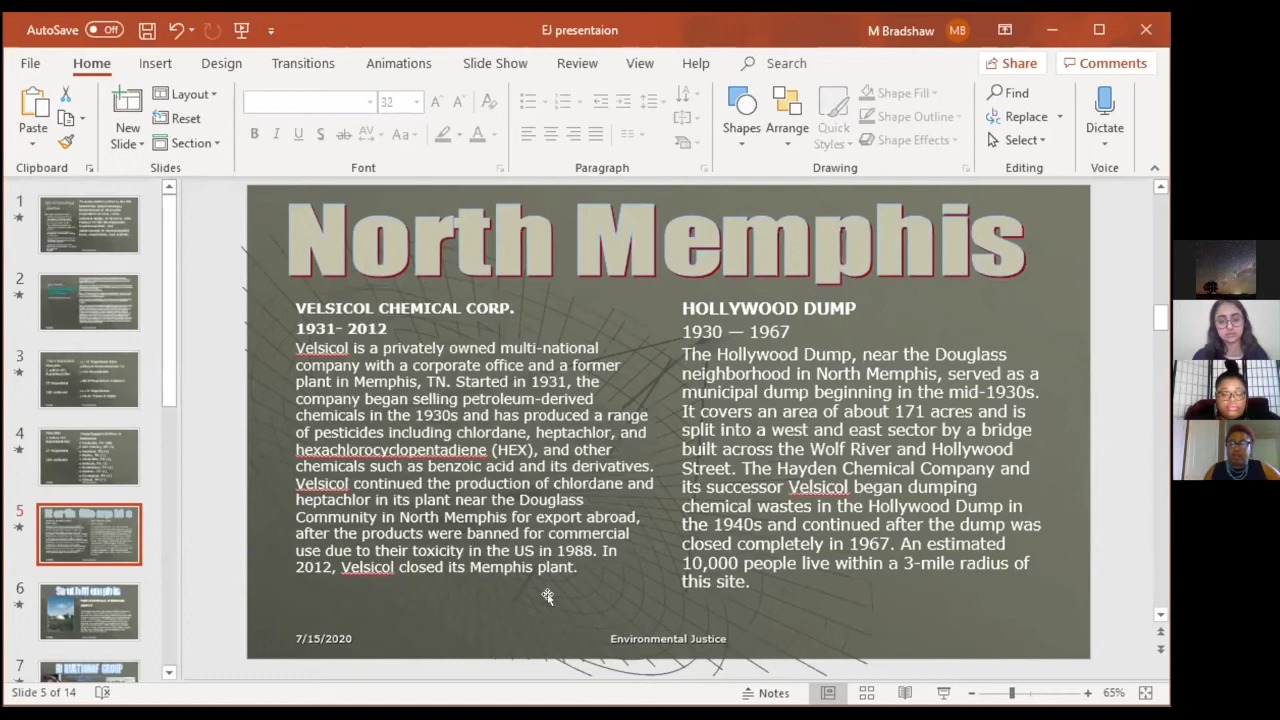 AutoSave Off
EJ presentaion
M Bradshaw MB
File Home Insert Design Transitions Animations Slide Show Review View Help Search Share Comments
Paste
New Slide
Layout
Reset
Section
32
Shapes Arrange Quick Styles
Shape Fill
Shape Outline
Shape Effects
Find
Replace
Select
Dictate
Clipboard Slides Font Paragraph Drawing Editing Voice
1
2
3
4
5
6
7
North Memphis
VELSICOL CHEMICAL CORP.
1931- 2012
Velsicol is a privately owned multi-national
company with a corporate office and a former
plant in Memphis, TN. Started in 1931, the
company began selling petroleum-derived
chemicals in the 1930s and has produced a range
of pesticides including chlordane, heptachlor, and
hexachlorocyclopentadiene (HEX), and other
chemicals such as benzoic acid and its derivatives.
Velsicol continued the production of chlordane and
heptachlor in its plant near the Douglass
Community in North Memphis for export abroad,
after the products were banned for commercial
use due to their toxicity in the US in 1988. In
2012, Velsicol closed its Memphis plant.
HOLLYWOOD DUMP
1930 — 1967
The Hollywood Dump, near the Douglass
neighborhood in North Memphis, served as a
municipal dump beginning in the mid-1930s.
It covers an area of about 171 acres and is
split into a west and east sector by a bridge
built across the Wolf River and Hollywood
Street. The Hayden Chemical Company and
its successor Velsicol began dumping
chemical wastes in the Hollywood Dump in
the 1940s and continued after the dump was
closed completely in 1967. An estimated
10,000 people live within a 3-mile radius of
this site.
7/15/2020
Environmental Justice
Slide 5 of 14
Notes
65%